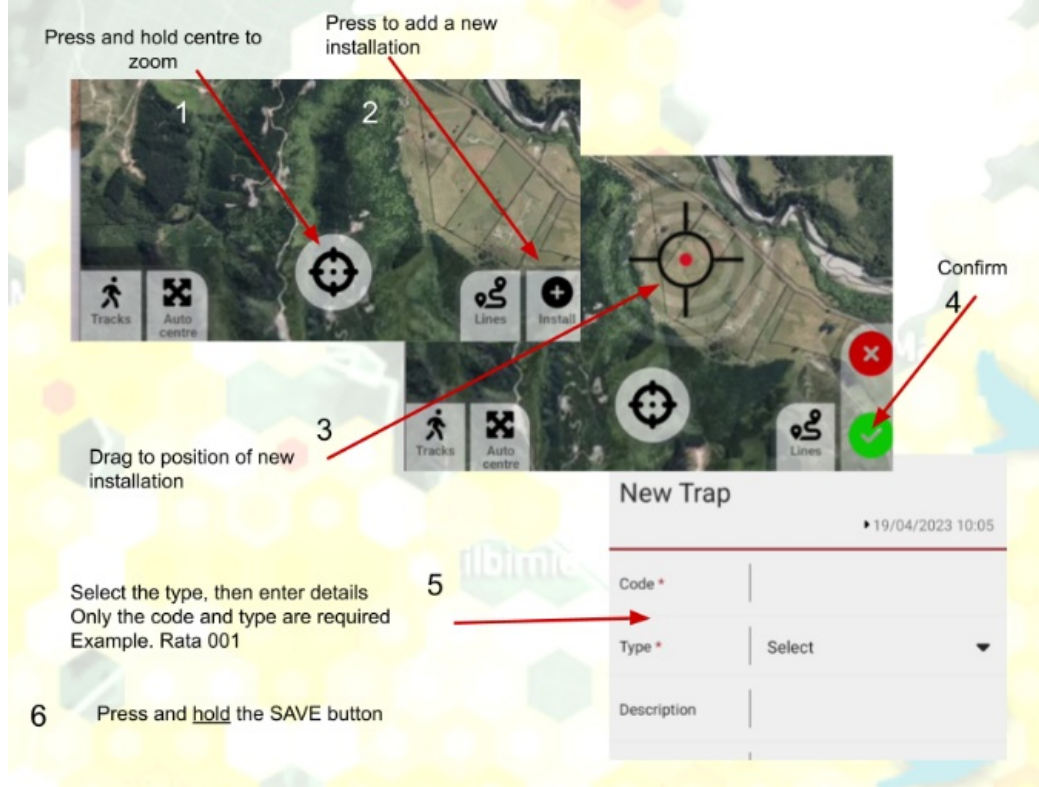 Press and hold centre to
zoom
Press to add a new
installation
1
2
Tracks
Auto
centre
Lines
Install
Confirm
4
3
Drag to position of new
installation
Tracks
Auto
centre
Lines
New Trap
19/04/2023 10:05
Select the type, then enter details
Only the code and type are required
Example. Rata 001
5
Code *
Type *
Select
Description
6
Press and hold the SAVE button